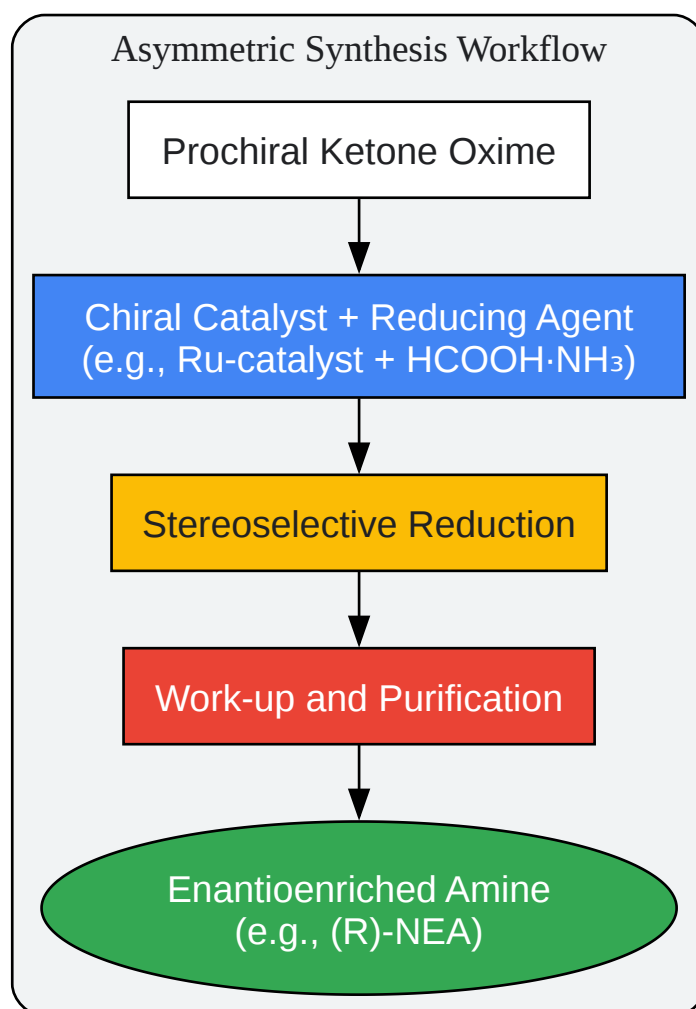 Asymmetric Synthesis Workflow
Prochiral Ketone Oxime
Chiral Catalyst + Reducing Agent
(e.g., Ru-catalyst + HCOOH·NH₃)
Stereoselective Reduction
Work-up and Purification
Enantioenriched Amine
(e.g., (R)-NEA)